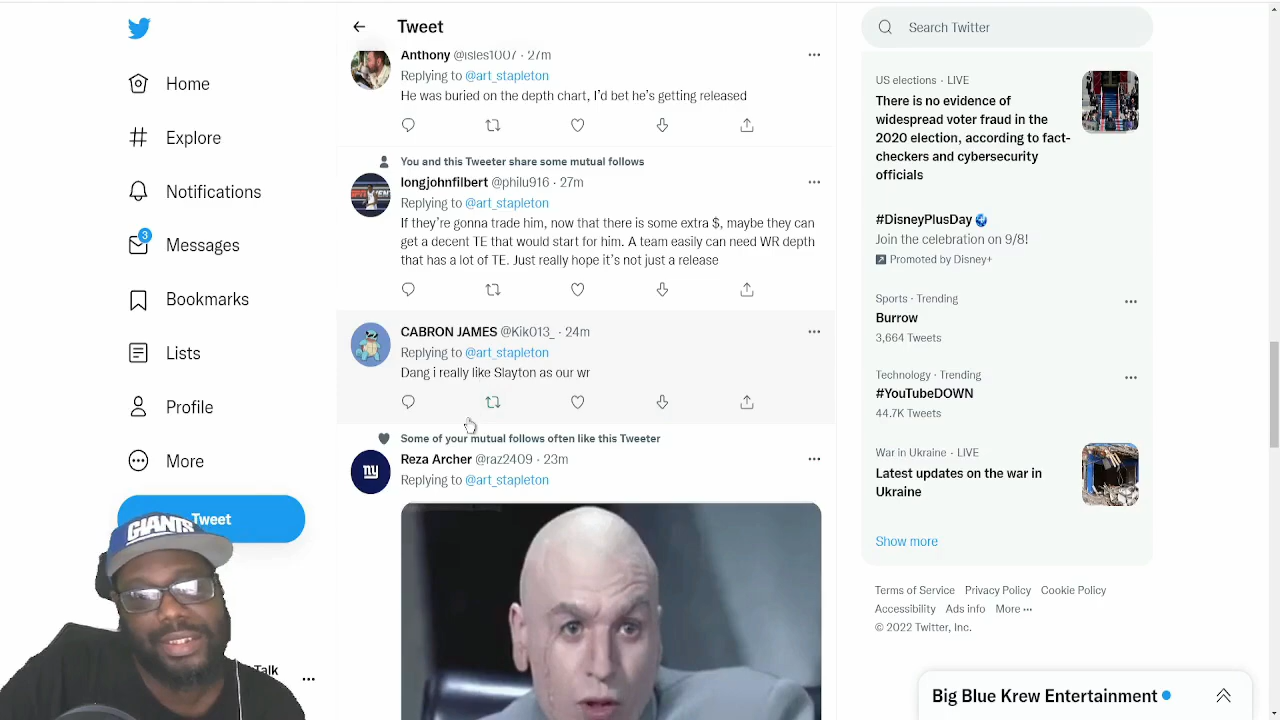 Home
Explore
Notifications
3
Messages
Bookmarks
Lists
Profile
More
Tweet
GIANTS
Talk
Tweet
Anthony @isles1007 · 27m
Replying to @art_stapleton
He was buried on the depth chart, I'd bet he's getting released
You and this Tweeter share some mutual follows
longjohnfilbert @philu916 · 27m
Replying to @art_stapleton
If they're gonna trade him, now that there is some extra $, maybe they can
get a decent TE that would start for him. A team easily can need WR depth
that has a lot of TE. Just really hope it's not just a release
CABRON JAMES @Kik013_ · 24m
Replying to @art_stapleton
Dang i really like Slayton as our wr
Some of your mutual follows often like this Tweeter
Reza Archer @raz2409 · 23m
ny
Replying to @art_stapleton
Search Twitter
US elections · LIVE
There is no evidence of
widespread voter fraud in the
2020 election, according to fact-
checkers and cybersecurity
officials
#DisneyPlusDay
Join the celebration on 9/8!
Promoted by Disney+
Sports · Trending
Burrow
3,664 Tweets
Technology · Trending
#YouTubeDOWN
44.7K Tweets
War in Ukraine · LIVE
Latest updates on the war in
Ukraine
Show more
Terms of Service Privacy Policy Cookie Policy
Accessibility Ads info More ···
© 2022 Twitter, Inc.
Big Blue Krew Entertainment